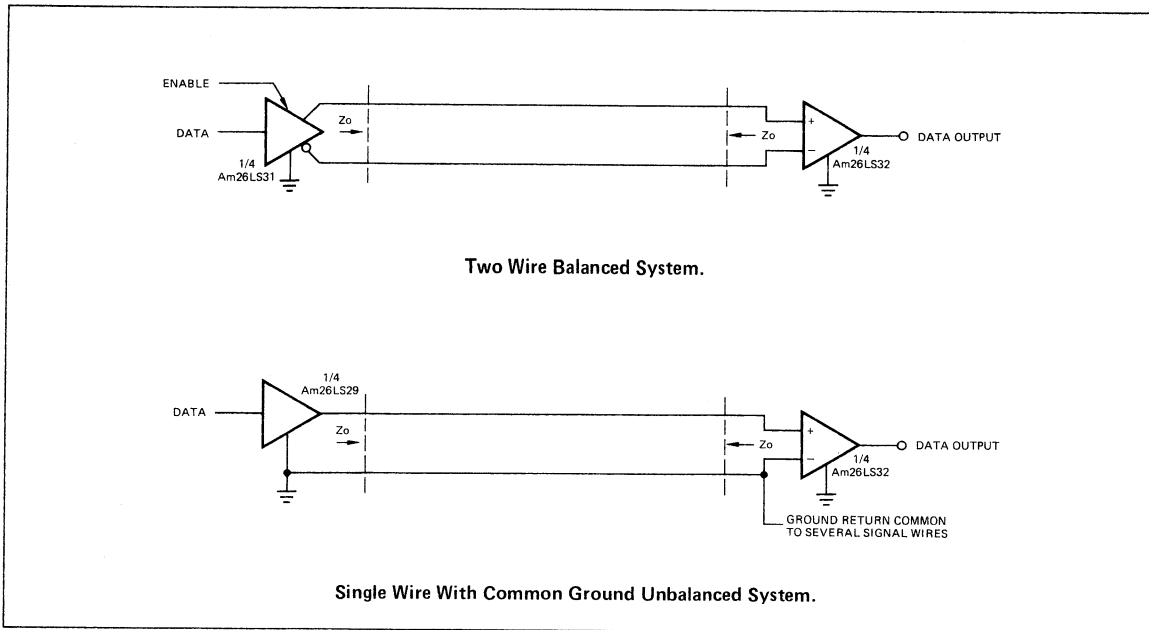 ENABLE
DATA
Zo
Zo
+
−
DATA OUTPUT
1/4
Am26LS31
1/4
Am26LS32
Two Wire Balanced System.
1/4
Am26LS29
DATA
Zo
Zo
+
−
DATA OUTPUT
1/4
Am26LS32
GROUND RETURN COMMON
TO SEVERAL SIGNAL WIRES
Single Wire With Common Ground Unbalanced System.